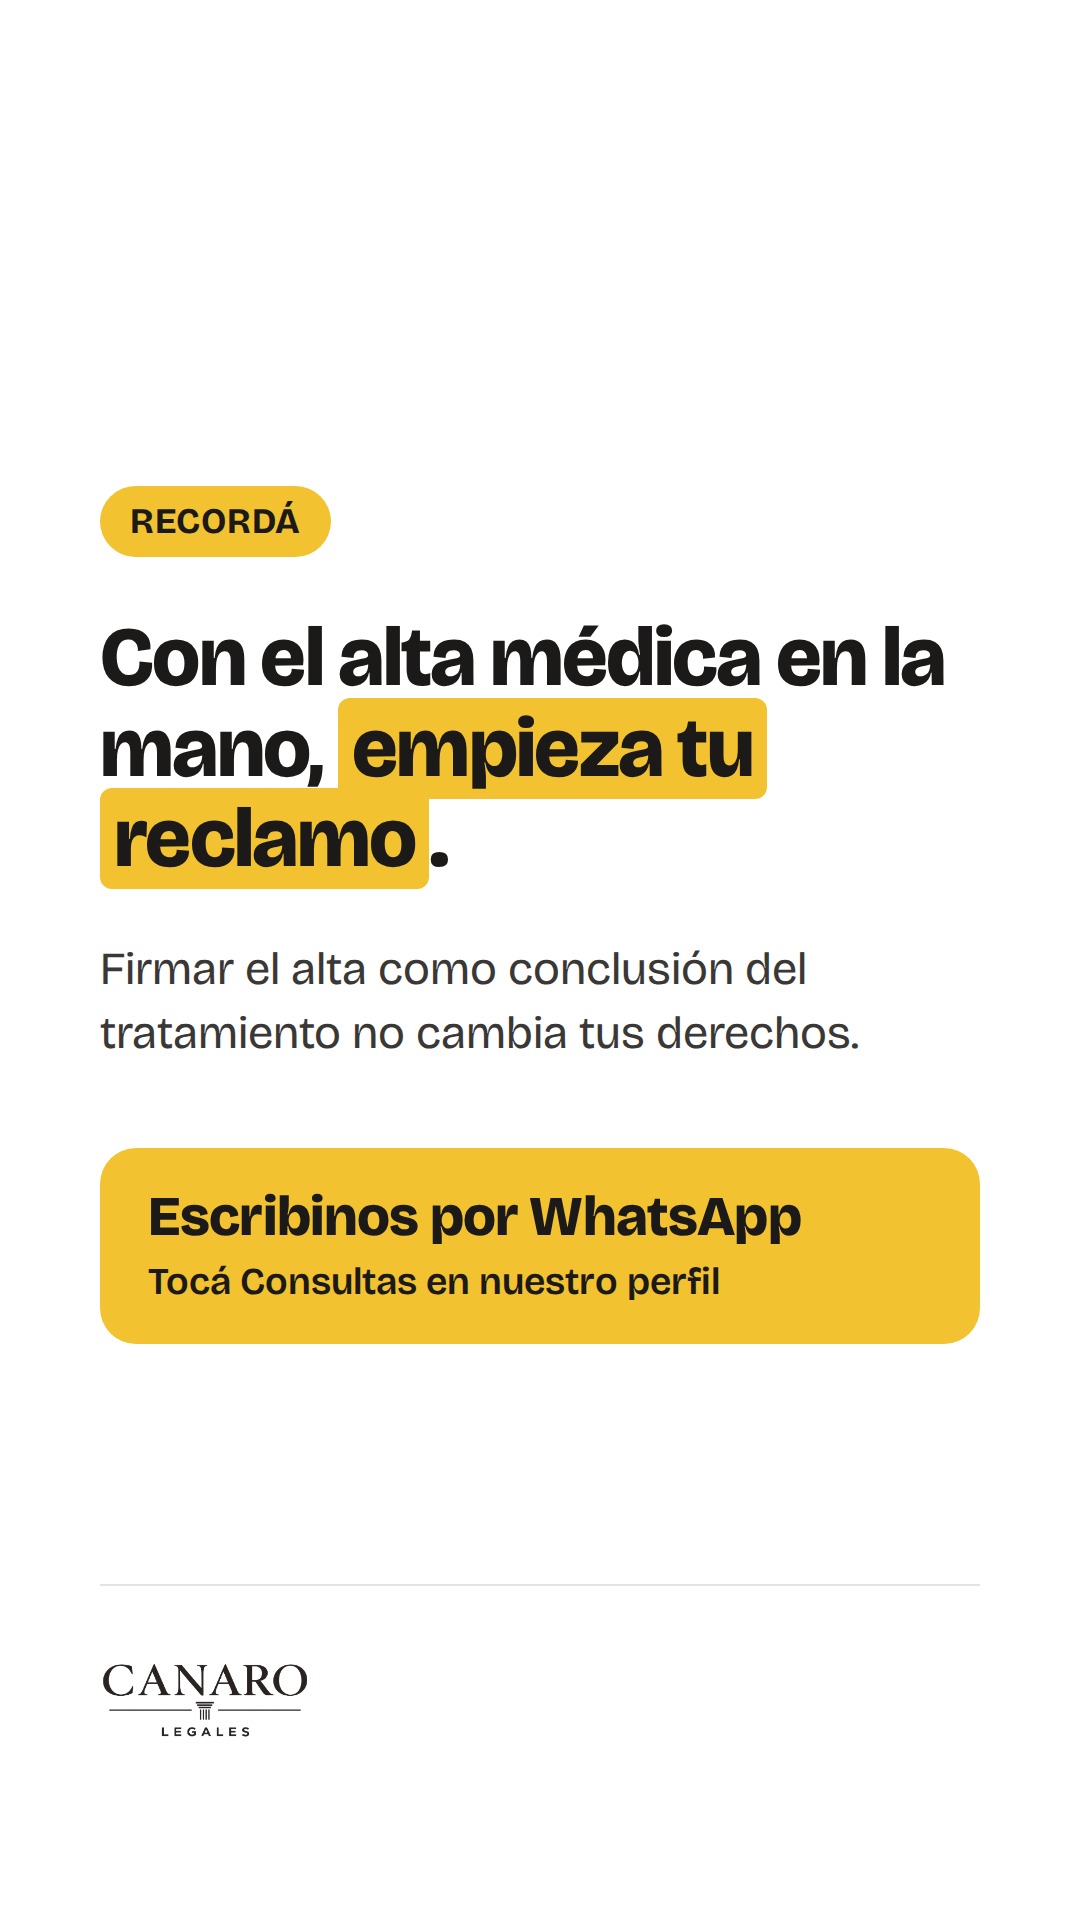 RECORDÁ
Con el alta médica en la
mano, empieza tu
reclamo.
Firmar el alta como conclusión del
tratamiento no cambia tus derechos.
Escribinos por WhatsApp
Tocá Consultas en nuestro perfil
CANARO
LEGALES